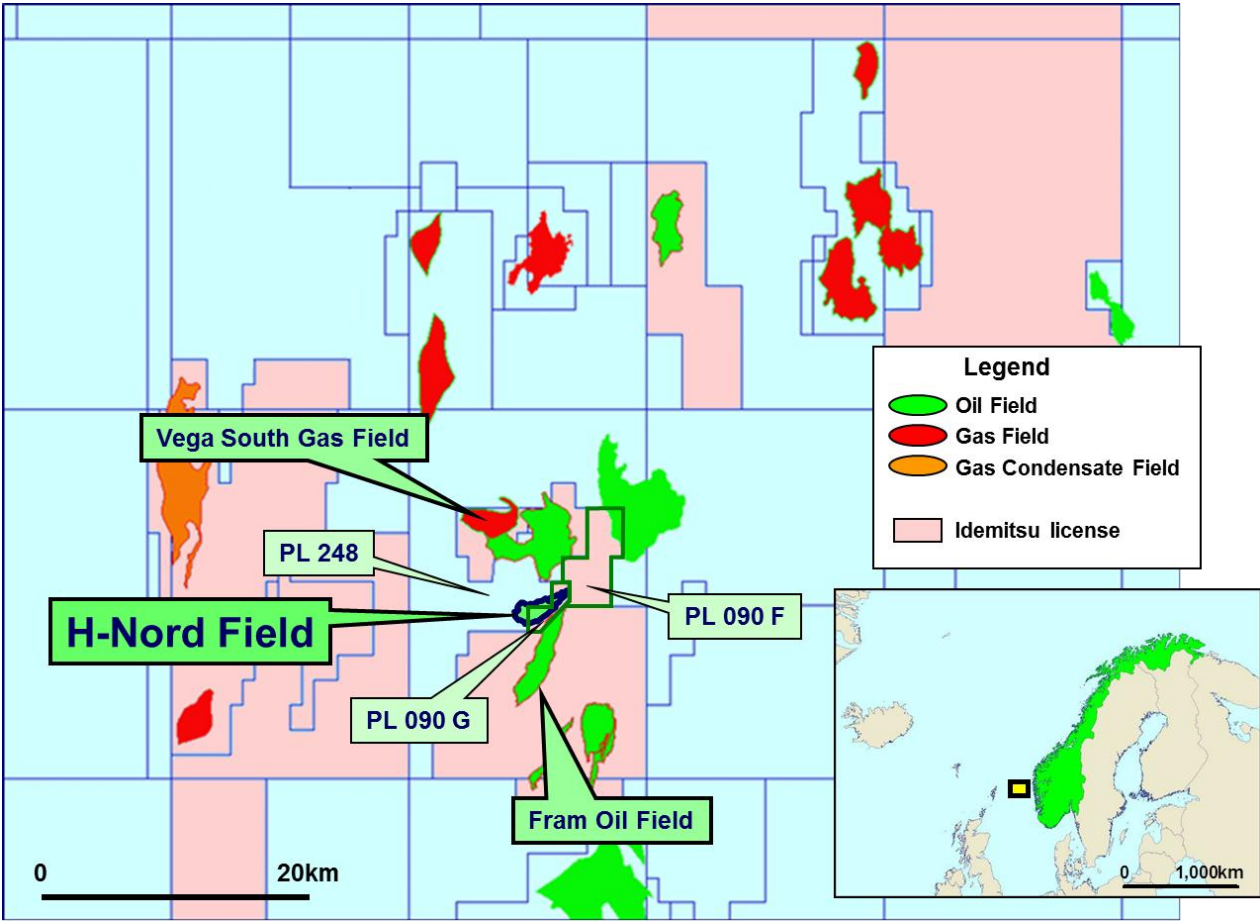 Legend
Oil Field
Gas Field
Gas Condensate Field
Idemitsu license
Vega South Gas Field
PL 248
H-Nord Field
PL 090 F
PL 090 G
Fram Oil Field
0 20km
0 1,000km